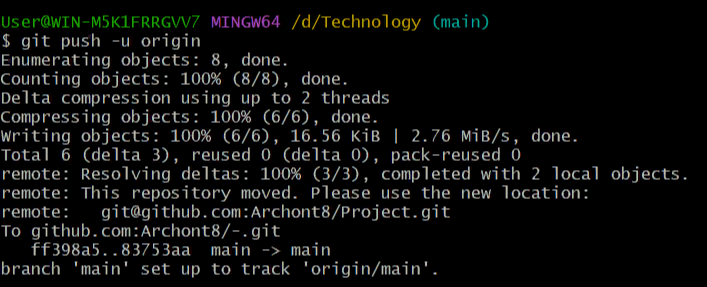 User@WIN-M5K1FRRGVV7 MINGW64 /d/Technology (main)
$ git push -u origin
Enumerating objects: 8, done.
Counting objects: 100% (8/8), done.
Delta compression using up to 2 threads
Compressing objects: 100% (6/6), done.
Writing objects: 100% (6/6), 16.56 KiB | 2.76 MiB/s, done.
Total 6 (delta 3), reused 0 (delta 0), pack-reused 0
remote: Resolving deltas: 100% (3/3), completed with 2 local objects.
remote: This repository moved. Please use the new location:
remote:   git@github.com:Archont8/Project.git
To github.com:Archont8/-.git
   ff398a5..83753aa  main -> main
branch 'main' set up to track 'origin/main'.